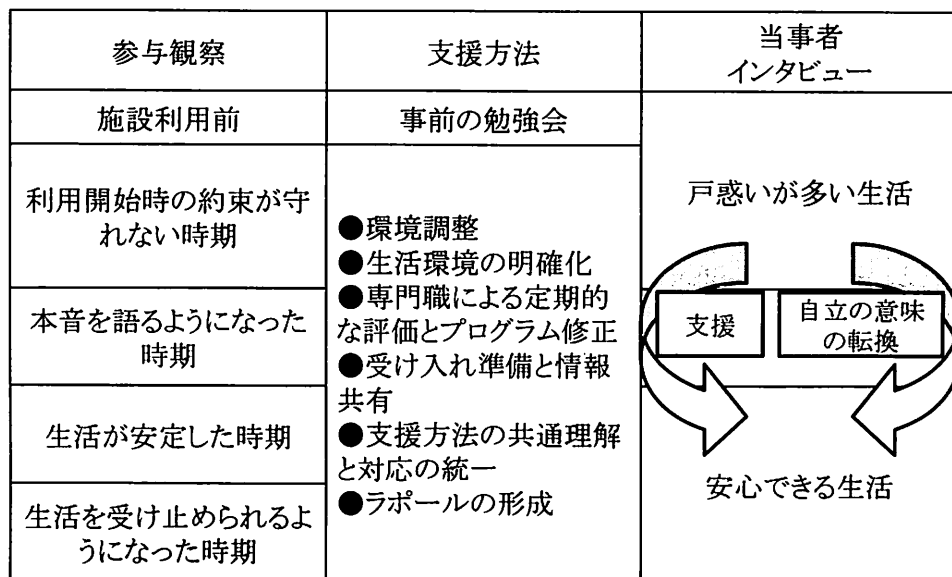 参与観察
支援方法
当事者
インタビュー
施設利用前
事前の勉強会
利用開始時の約束が守
れない時期
本音を語るようになった
時期
生活が安定した時期
生活を受け止められるよ
うになった時期
●環境調整
●生活環境の明確化
●専門職による定期的
な評価とプログラム修正
●受け入れ準備と情報
共有
●支援方法の共通理解
と対応の統一
●ラポールの形成
戸惑いが多い生活
支援
自立の意味
の転換
安心できる生活